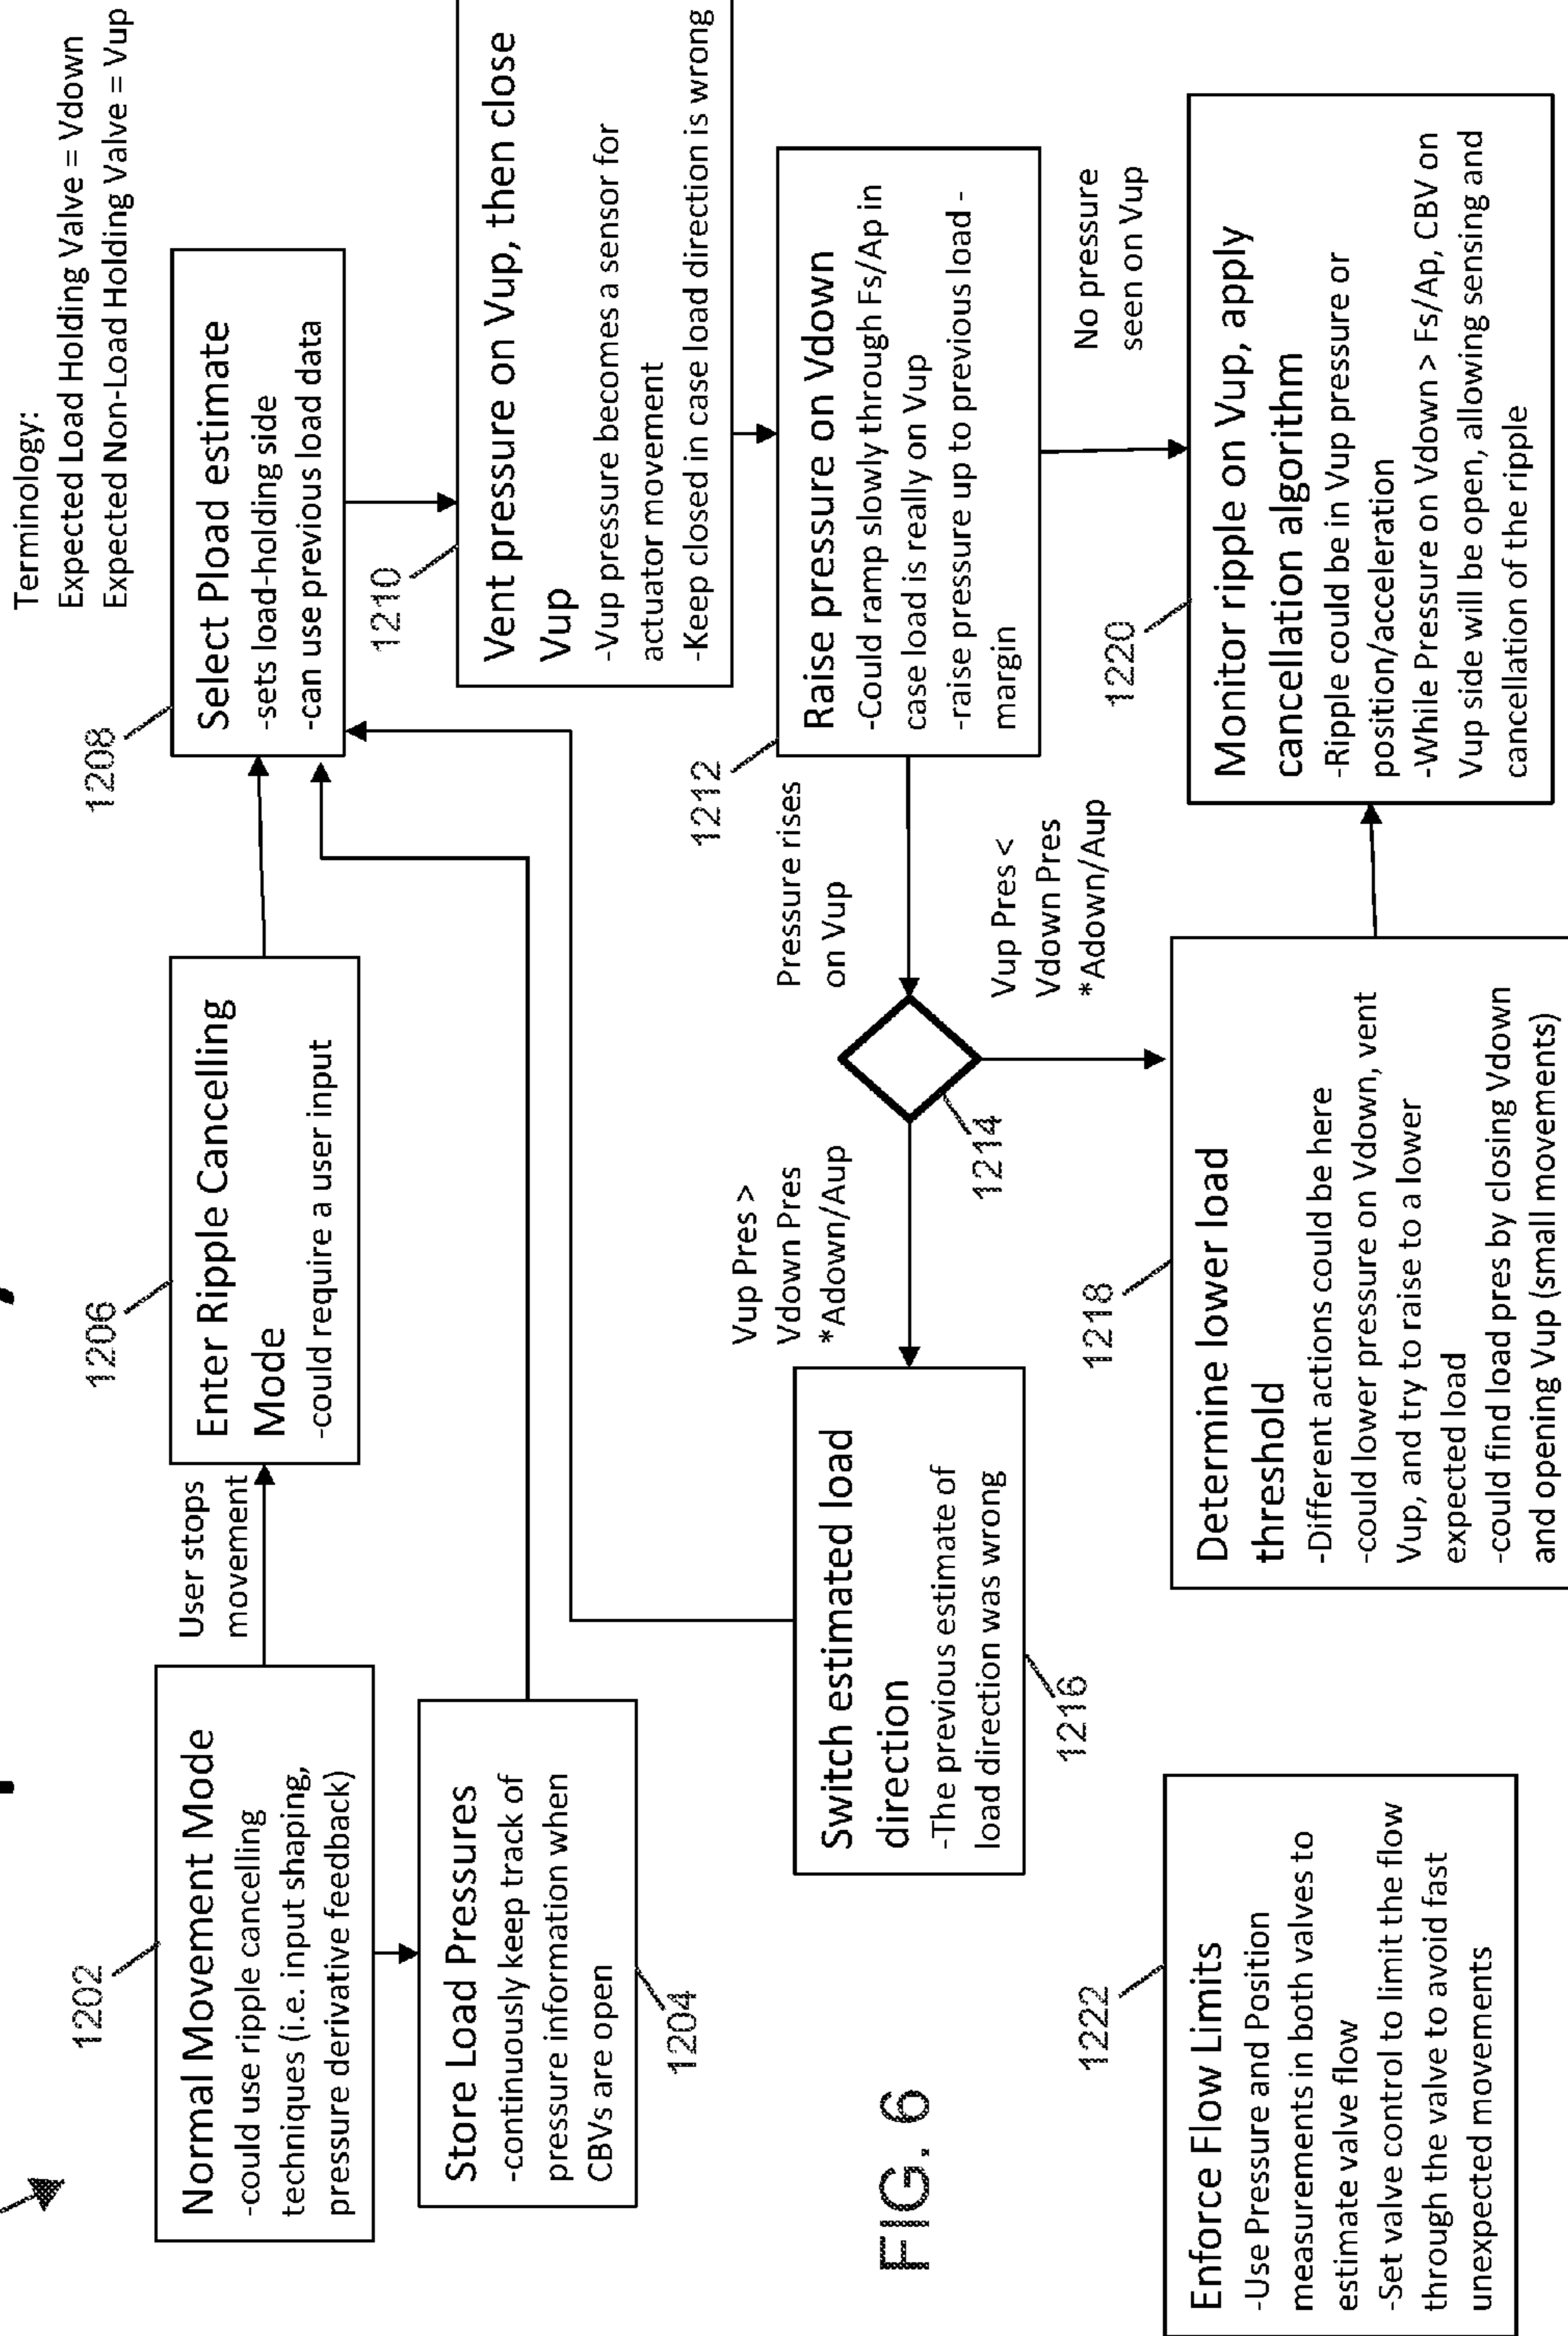 Terminology:
Expected Load Holding Valve = Vdown
Expected Non-Load Holding Valve = Vup
1202
Normal Movement Mode
-could use ripple cancelling
techniques (i.e. input shaping,
pressure derivative feedback)
User stops
movement
1206
Enter Ripple Cancelling
Mode
-could require a user input
1208
Select Pload estimate
-sets load-holding side
-can use previous load data
Store Load Pressures
-continuously keep track of
pressure information when
CBVs are open
1204
1210
Vent pressure on Vup, then close
Vup
-Vup pressure becomes a sensor for
actuator movement
-Keep closed in case load direction is wrong
1212
Raise pressure on Vdown
-Could ramp slowly through Fs/Ap in
case load is really on Vup
-raise pressure up to previous load -
margin
Pressure rises
on Vup
1214
Vup Pres >
Vdown Pres
*Adown/Aup
Switch estimated load
direction
-The previous estimate of
load direction was wrong
1216
Vup Pres <
Vdown Pres
*Adown/Aup
No pressure
seen on Vup
1218
Determine lower load
threshold
-Different actions could be here
-could lower pressure on Vdown, vent
Vup, and try to raise to a lower
expected load
-could find load pres by closing Vdown
and opening Vup (small movements)
1220
Monitor ripple on Vup, apply
cancellation algorithm
-Ripple could be in Vup pressure or
position/acceleration
-While Pressure on Vdown > Fs/Ap, CBV on
Vup side will be open, allowing sensing and
cancellation of the ripple
1222
Enforce Flow Limits
-Use Pressure and Position
measurements in both valves to
estimate valve flow
-Set valve control to limit the flow
through the valve to avoid fast
unexpected movements
FIG. 6